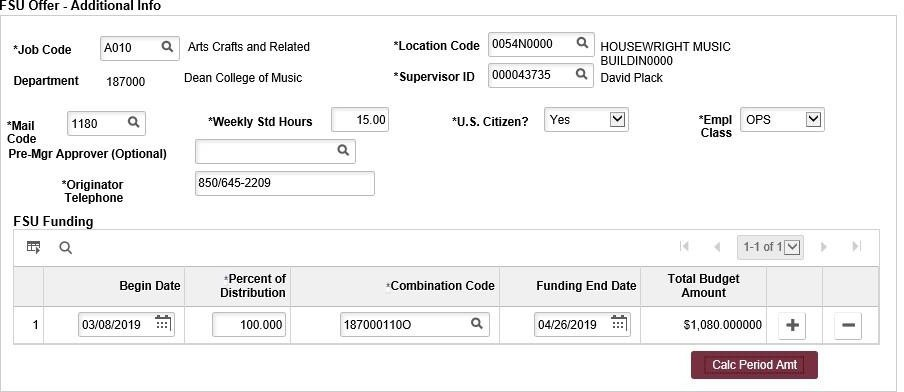 FSU Offer - Additional Info
*Job Code A010 Arts Crafts and Related *Location Code 0054N0000 HOUSEWRIGHT MUSIC
BUILDIN0000
Department 187000 Dean College of Music *Supervisor ID 000043735 David Plack
*Mail
Code 1180 *Weekly Std Hours 15.00 *U.S. Citizen? Yes *Empl
Class OPS
Pre-Mgr Approver (Optional)
*Originator
Telephone 850/645-2209
FSU Funding
1-1 of 1
Begin Date *Percent of
Distribution *Combination Code Funding End Date Total Budget
Amount
1 03/08/2019 100.000 187000110O 04/26/2019 $1,080.000000 + −
Calc Period Amt